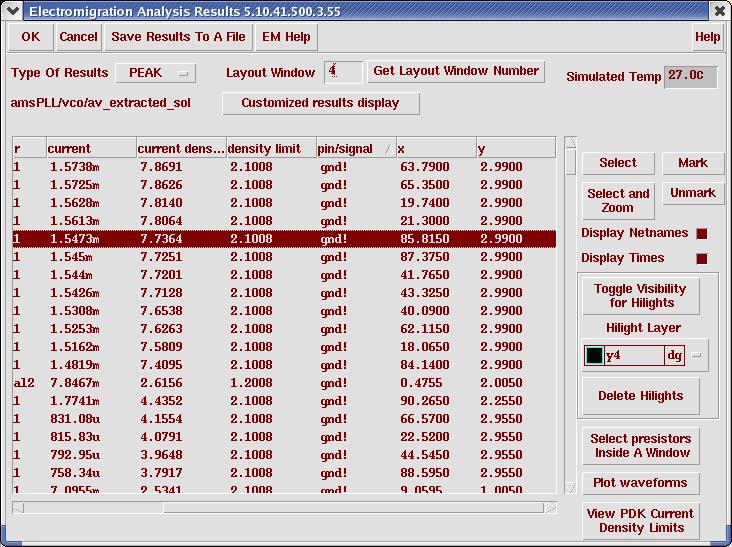 Electromigration Analysis Results 5.10.41.500.3.55
OK Cancel Save Results To A File EM Help Help
Type Of Results PEAK Layout Window 4 Get Layout Window Number Simulated Temp 27.0C
amsPLL/vco/av_extracted_sol Customized results display
r current current dens... density limit pin/signal x y
1 1.5738m 7.8691 2.1008 gnd! 63.7900 2.9900
1 1.5725m 7.8626 2.1008 gnd! 65.3500 2.9900
1 1.5628m 7.8140 2.1008 gnd! 19.7400 2.9900
1 1.5613m 7.8064 2.1008 gnd! 21.3000 2.9900
1 1.5473m 7.7364 2.1008 gnd! 85.8150 2.9900
1 1.545m 7.7251 2.1008 gnd! 87.3750 2.9900
1 1.544m 7.7201 2.1008 gnd! 41.7650 2.9900
1 1.5426m 7.7128 2.1008 gnd! 43.3250 2.9900
1 1.5308m 7.6538 2.1008 gnd! 40.0900 2.9900
1 1.5253m 7.6263 2.1008 gnd! 62.1150 2.9900
1 1.5162m 7.5809 2.1008 gnd! 18.0650 2.9900
1 1.4819m 7.4095 2.1008 gnd! 84.1400 2.9900
al2 7.8467m 2.6156 1.2008 gnd! 0.4755 2.0050
1 1.7741m 4.4352 2.1008 gnd! 90.2650 2.2550
1 831.08u 4.1554 2.1008 gnd! 66.5700 2.9550
1 815.83u 4.0791 2.1008 gnd! 22.5200 2.9550
1 792.95u 3.9648 2.1008 gnd! 44.5450 2.9550
1 758.34u 3.7917 2.1008 gnd! 88.5950 2.9550
1 7.0955m 2.5341 2.1008 gnd! 9.0595 1.0050
Select Mark
Select and Zoom Unmark
Display Netnames
Display Times
Toggle Visibility
for Hilights
Hilight Layer
y4 dg
Delete Hilights
Select presistors
Inside A Window
Plot waveforms
View PDK Current
Density Limits